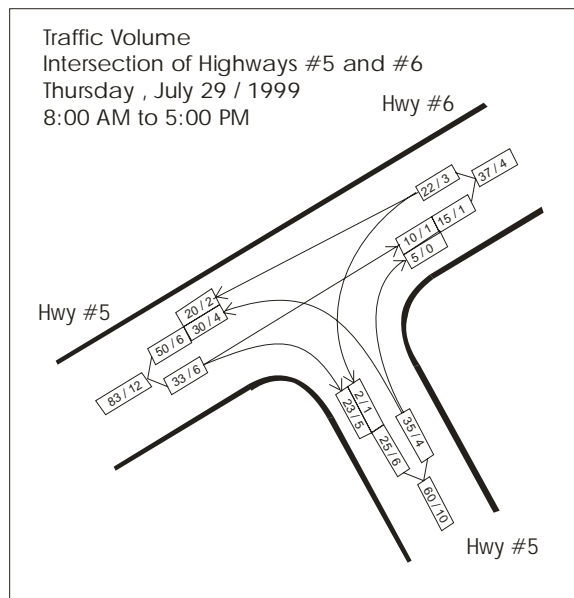 Traffic Volume
Intersection of Highways #5 and #6
Thursday , July 29 / 1999
8:00 AM to 5:00 PM
Hwy #6
22 / 3
37 / 4
10 / 1
15 / 1
5 / 0
Hwy #5
20 / 2
30 / 4
50 / 6
33 / 6
83 / 12
2 / 1
23 / 5
25 / 6
35 / 4
60 / 10
Hwy #5